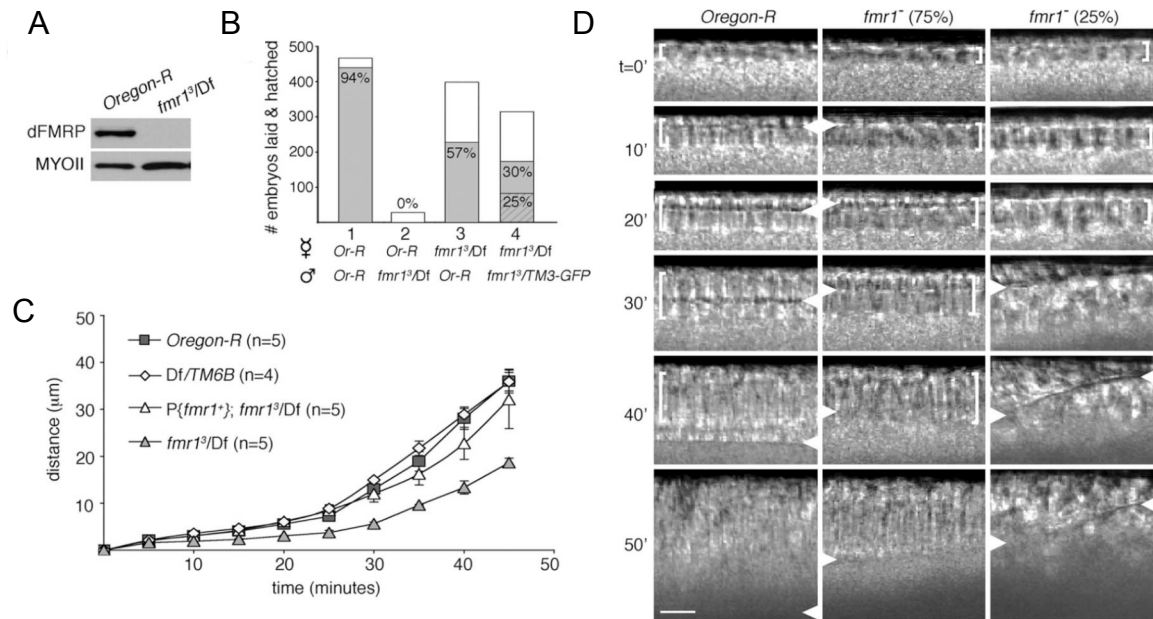 A
Oregon-R
fmr1³/Df
dFMRP
MYOII
B
# embryos laid & hatched
500
400
300
200
100
94%
0%
57%
30%
25%
1 2 3 4
☿ Or-R Or-R fmr1³/Df fmr1³/Df
♂ Or-R fmr1³/Df Or-R fmr1³/TM3-GFP
C
distance (μm)
50
40
30
20
10
Oregon-R (n=5)
Df/TM6B (n=4)
P{fmr1⁺}; fmr1³/Df (n=5)
fmr1³/Df (n=5)
10 20 30 40 50
time (minutes)
D
Oregon-R fmr1⁻ (75%) fmr1⁻ (25%)
t=0'
10'
20'
30'
40'
50'